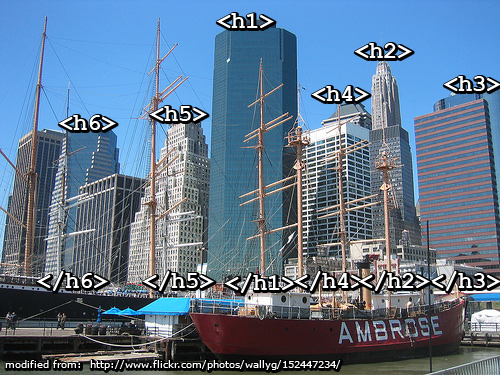 <h1>
<h2>
<h3>
<h4>
<h5>
<h6>
</h6> </h5> </h1> </h4> </h2> </h3>
AMBROSE
modified from: http://www.flickr.com/photos/wallyg/152447234/